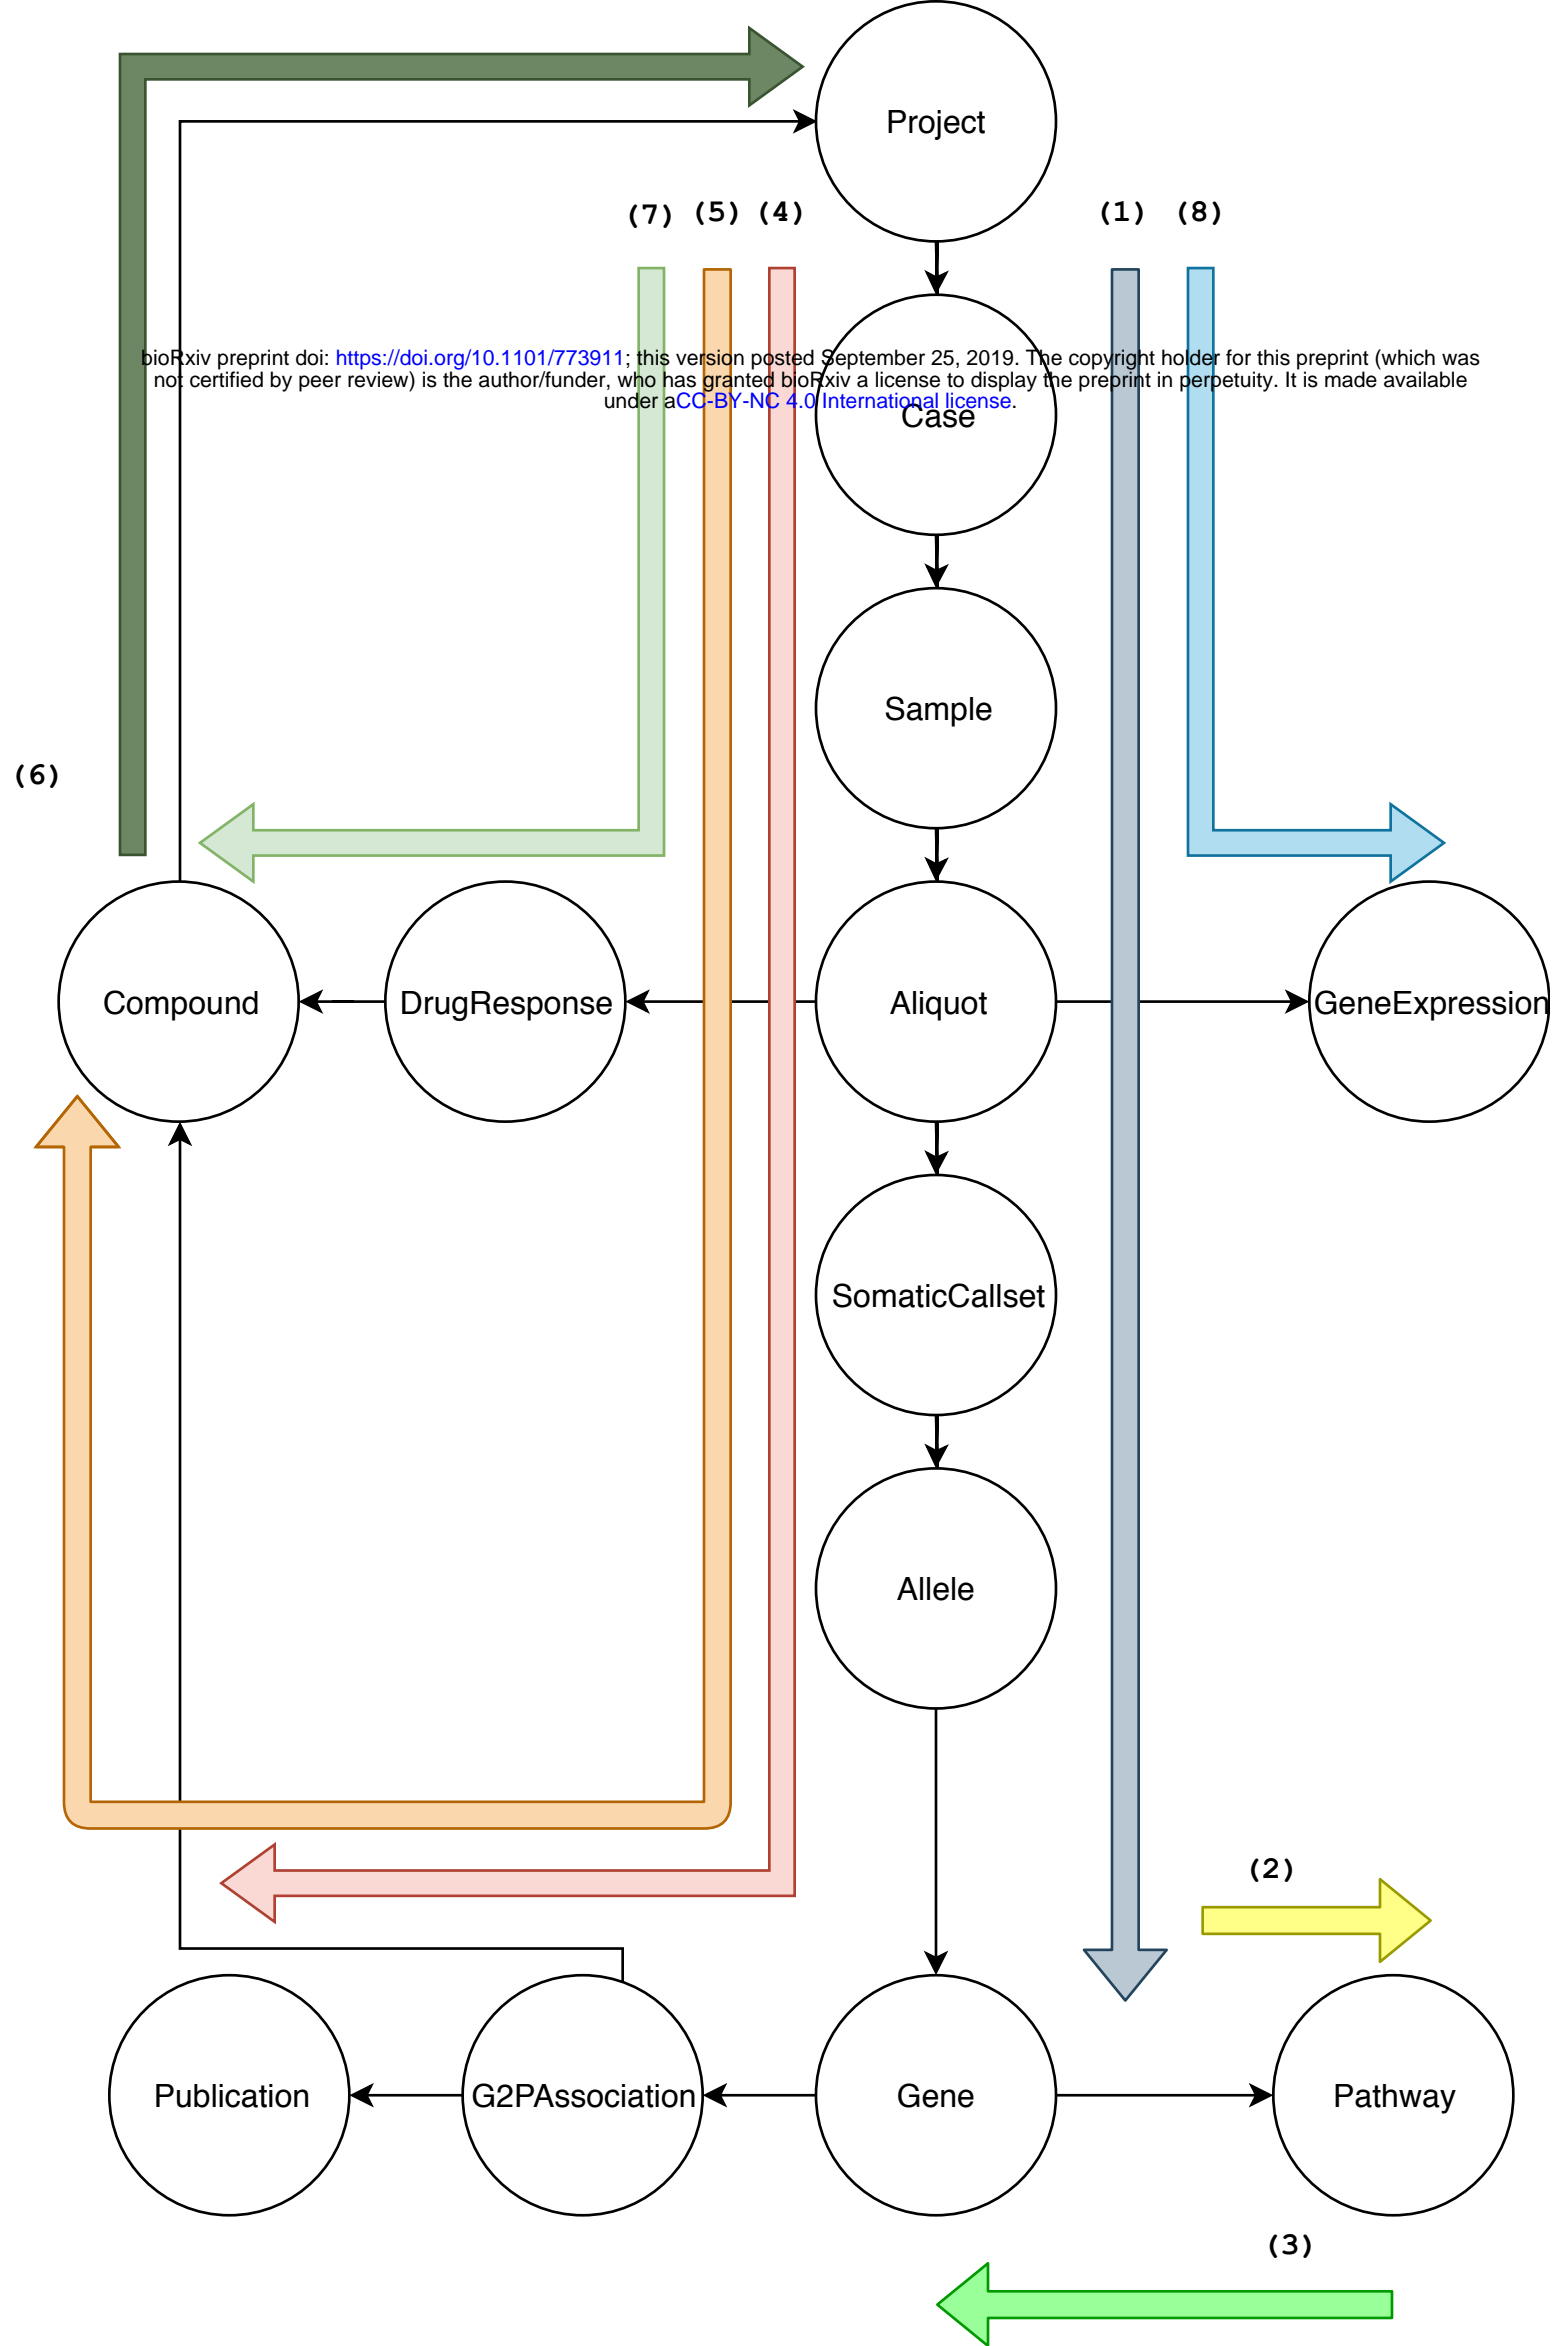 Project
(7) (5) (4) (1) (8)
bioRxiv preprint doi: https://doi.org/10.1101/773911; this version posted September 25, 2019. The copyright holder for this preprint (which was
not certified by peer review) is the author/funder, who has granted bioRxiv a license to display the preprint in perpetuity. It is made available
under aCC-BY-NC 4.0 International license.
Case
Sample
(6)
Compound DrugResponse Aliquot GeneExpression
SomaticCallset
Allele
(2)
Publication G2PAssociation Gene Pathway
(3)